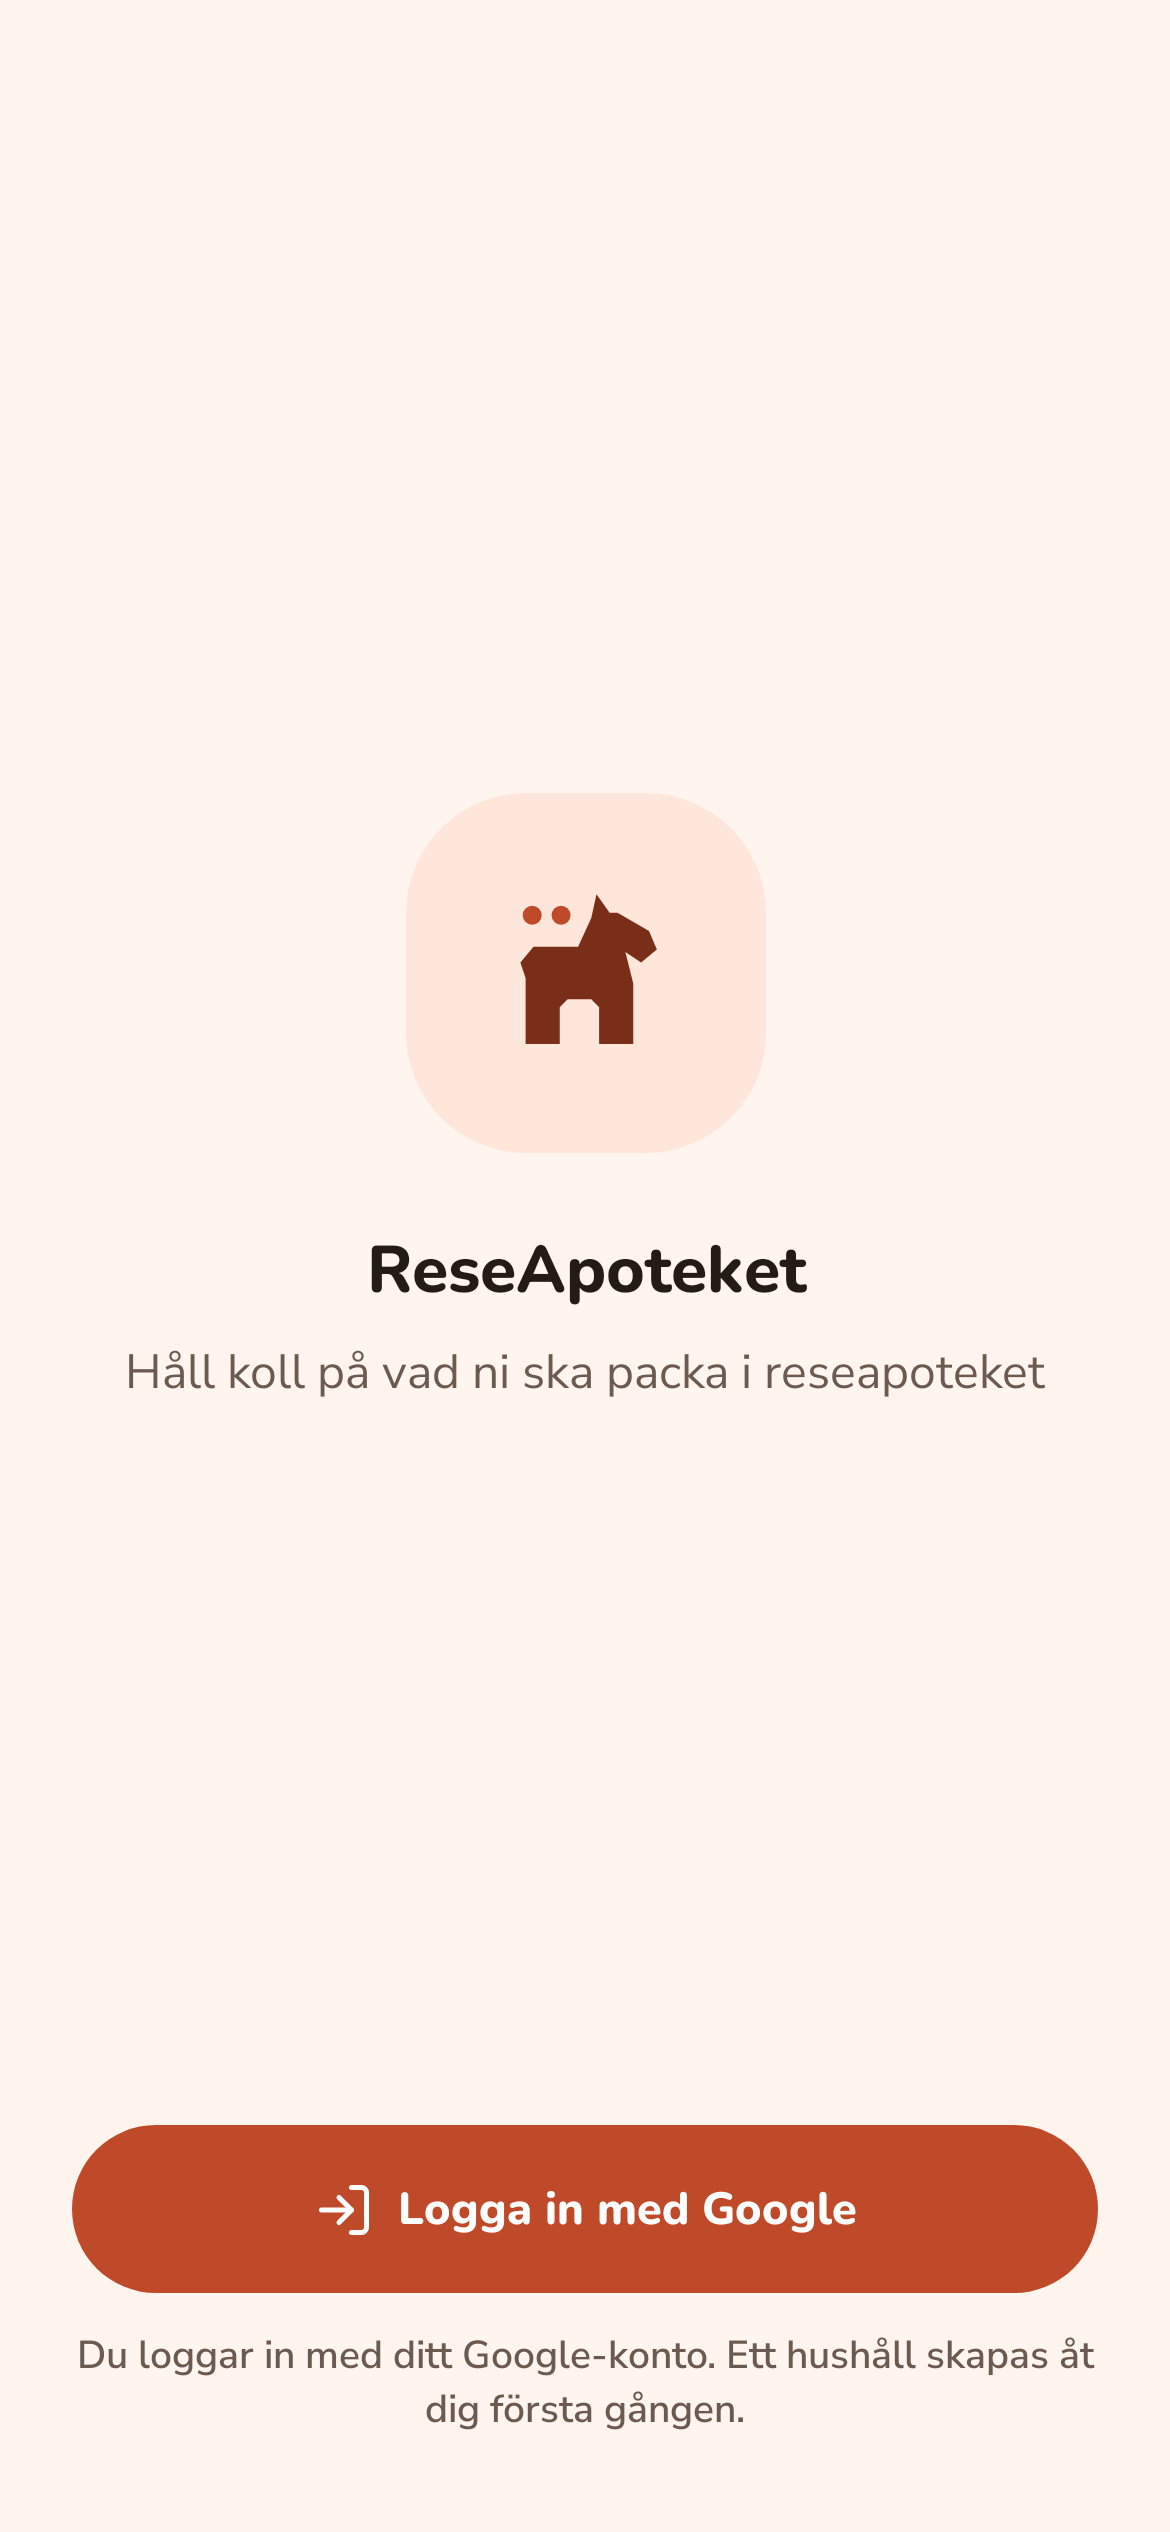 ReseApoteket
Håll koll på vad ni ska packa i reseapoteket
Logga in med Google
Du loggar in med ditt Google-konto. Ett hushåll skapas åt
dig första gången.